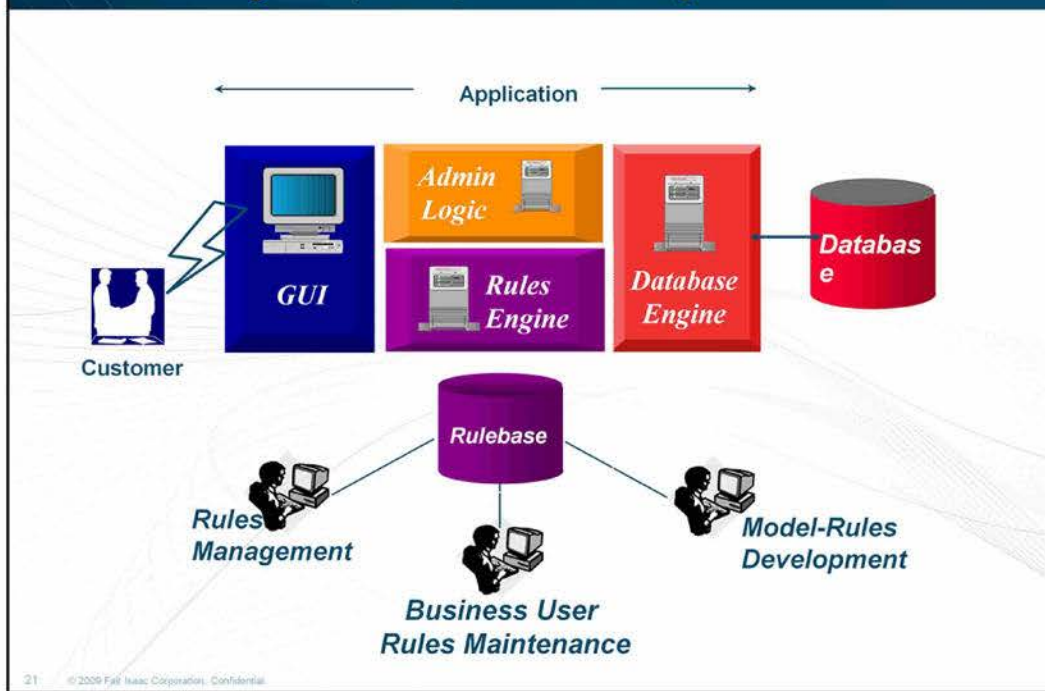 Application
Admin
Logic
GUI
Rules
Engine
Database
Engine
Databas
e
Customer
Rulebase
Rules
Management
Model-Rules
Development
Business User
Rules Maintenance
21 © 2009 Fair Isaac Corporation. Confidential.